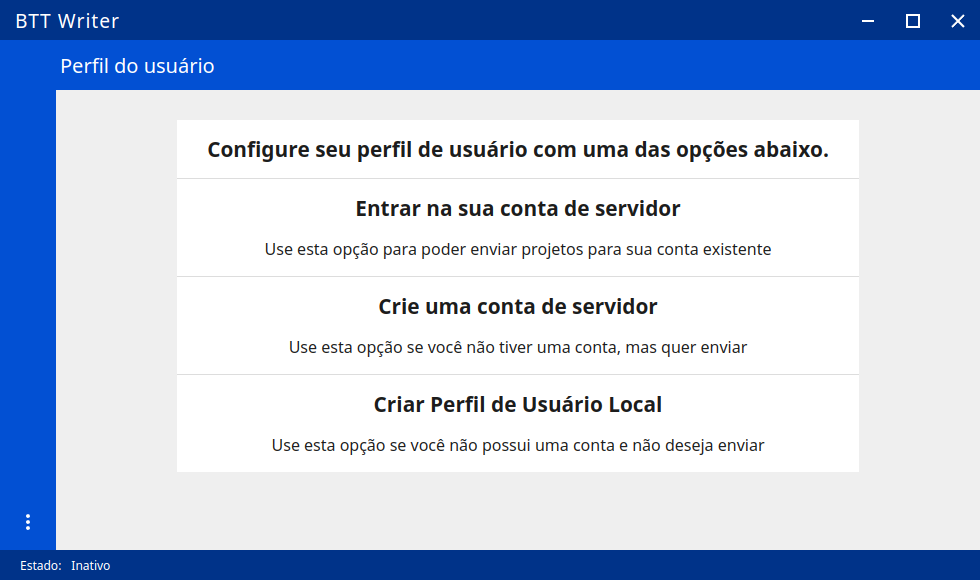 BTT Writer
Perfil do usuário
Configure seu perfil de usuário com uma das opções abaixo.
Entrar na sua conta de servidor
Use esta opção para poder enviar projetos para sua conta existente
Crie uma conta de servidor
Use esta opção se você não tiver uma conta, mas quer enviar
Criar Perfil de Usuário Local
Use esta opção se você não possui uma conta e não deseja enviar
Estado: Inativo